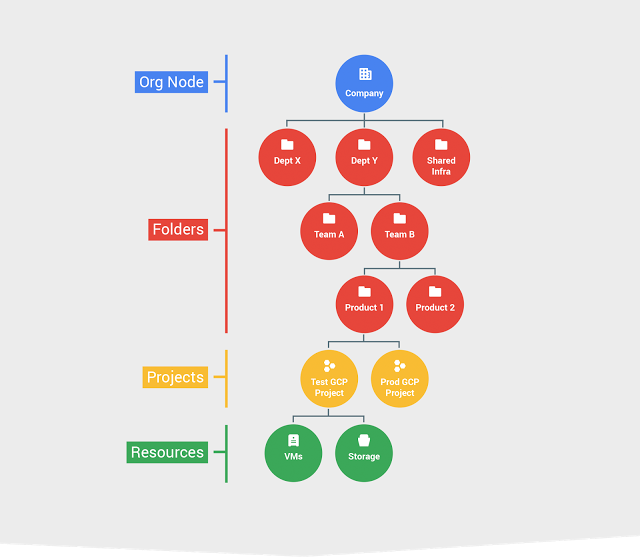 Org Node
Company
Folders
Dept X
Dept Y
Shared
Infra
Team A
Team B
Product 1
Product 2
Projects
Test GCP
Project
Prod GCP
Project
Resources
VMs
Storage